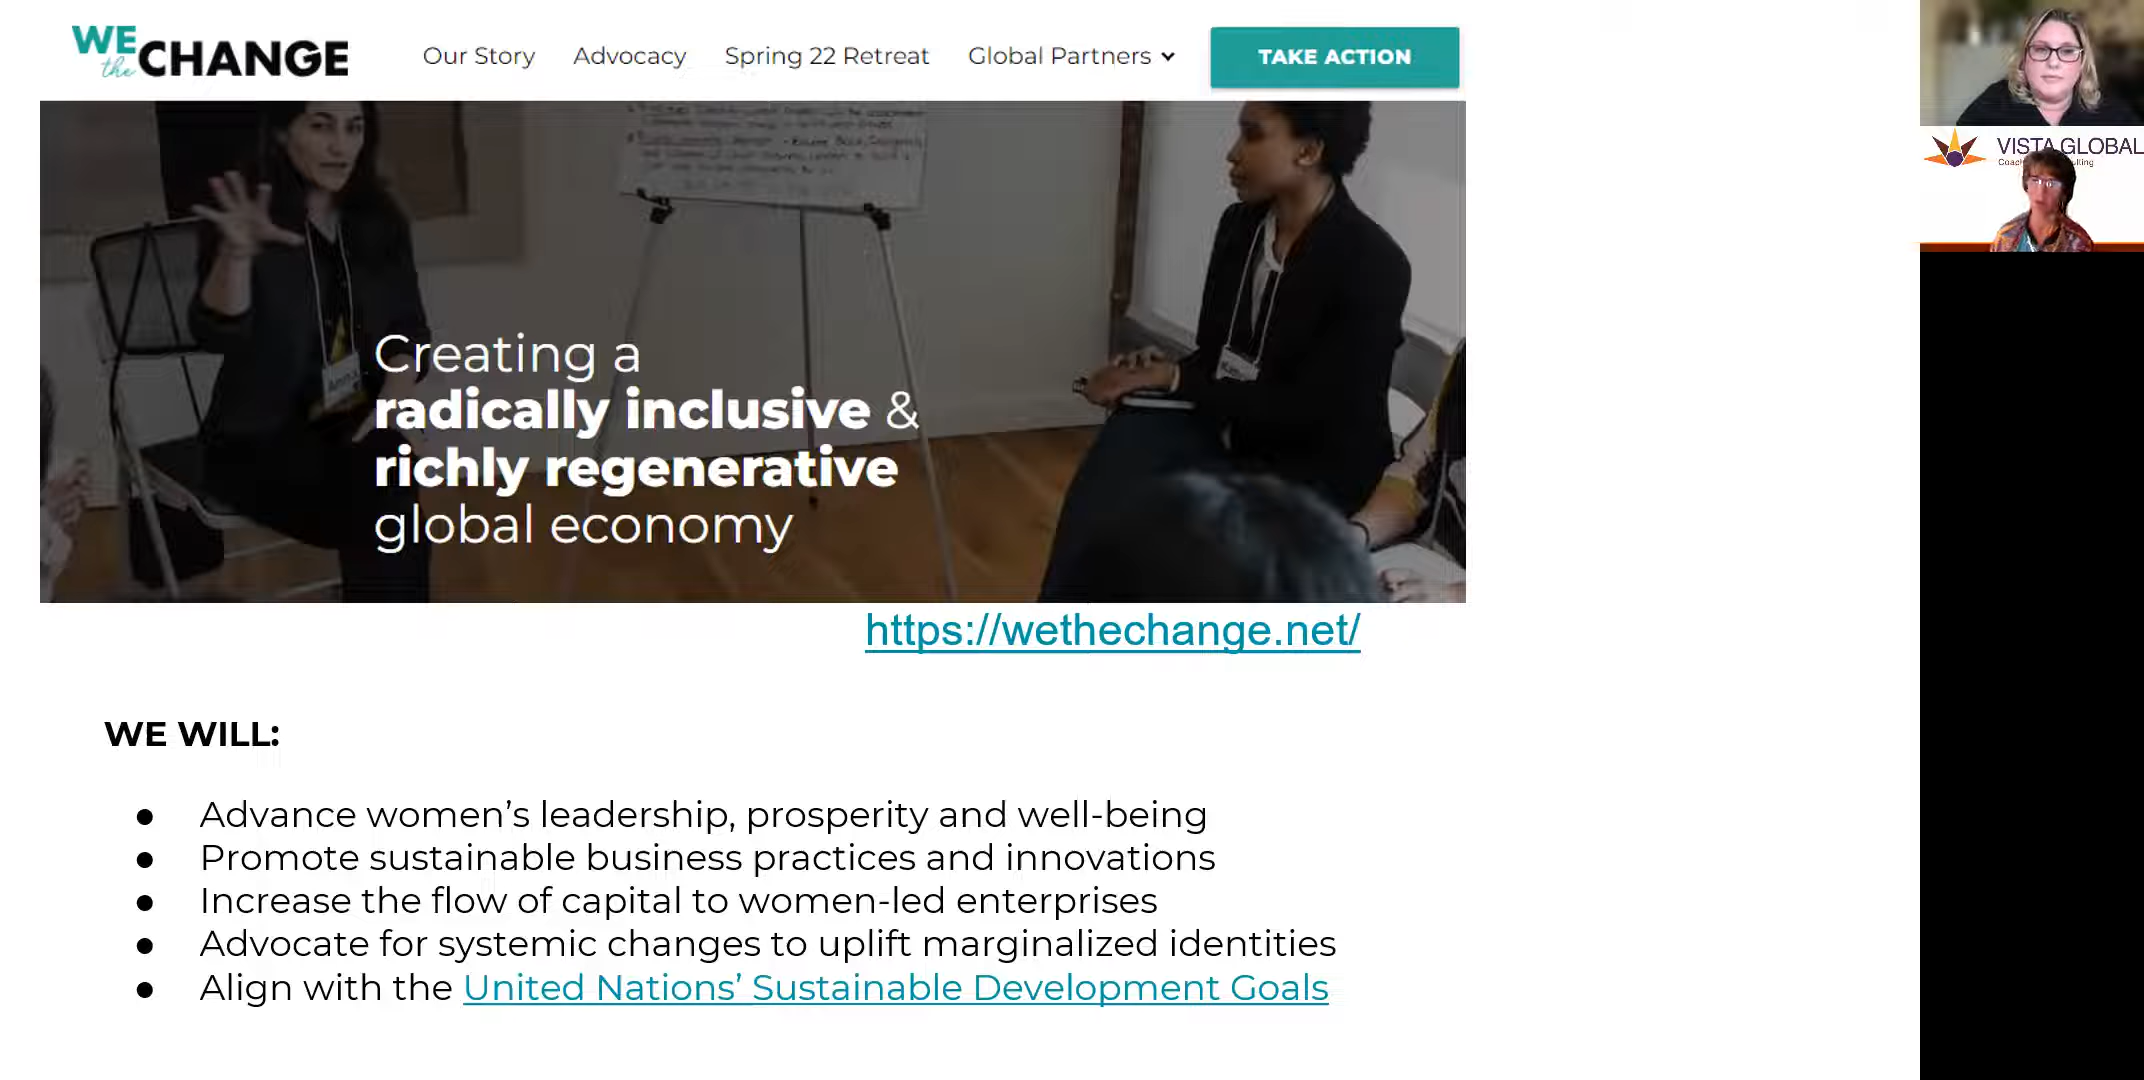 WE the CHANGE
Our Story Advocacy Spring 22 Retreat Global Partners TAKE ACTION
VISTA GLOBAL
Creating a
radically inclusive &
richly regenerative
global economy
https://wethechange.net/
WE WILL:
● Advance women’s leadership, prosperity and well-being
● Promote sustainable business practices and innovations
● Increase the flow of capital to women-led enterprises
● Advocate for systemic changes to uplift marginalized identities
● Align with the United Nations’ Sustainable Development Goals